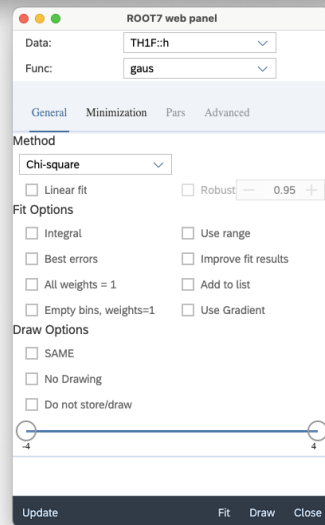 ROOT7 web panel
Data: TH1F::h
Func: gaus
General Minimization Pars Advanced
Method
Chi-square
Linear fit Robust 0.95
Fit Options
Integral Use range
Best errors Improve fit results
All weights = 1 Add to list
Empty bins, weights=1 Use Gradient
Draw Options
SAME
No Drawing
Do not store/draw
-4 4
Update Fit Draw Close